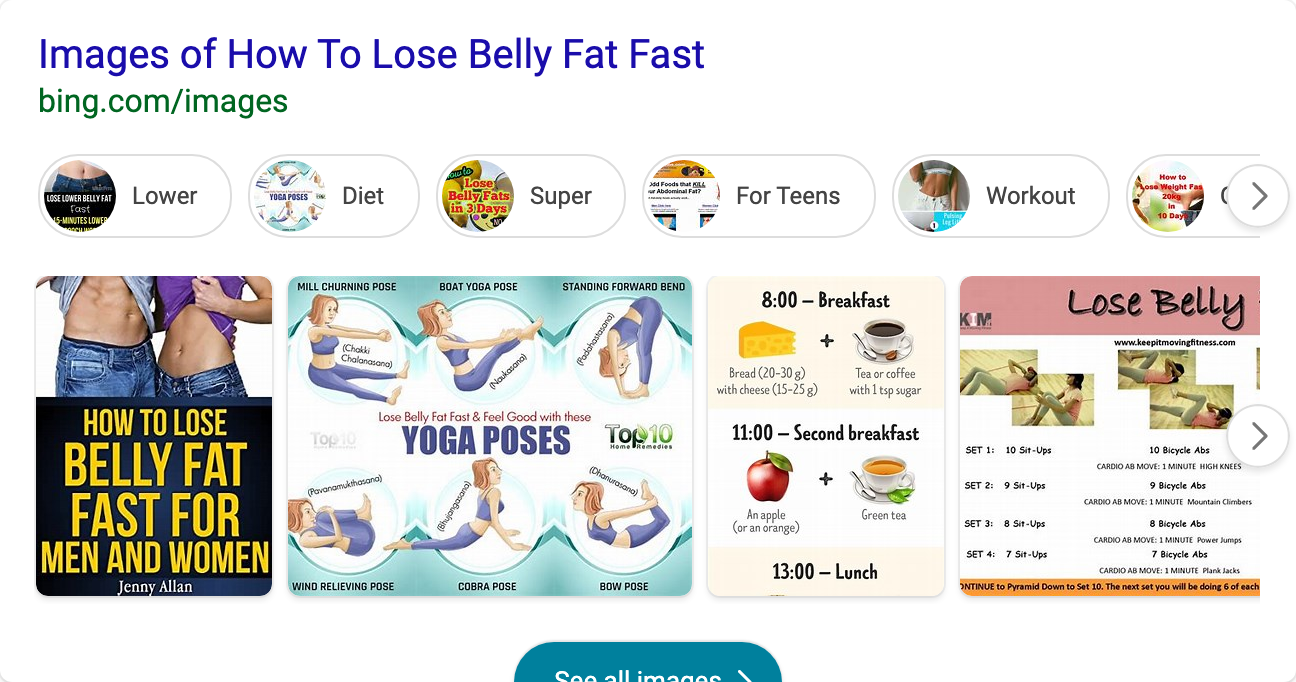 Images of How To Lose Belly Fat Fast
bing.com/images
LOSE LOWER BELLY FAT
Fast
15-MINUTES LOWER
Lower
YOGA POSES
Diet
How to
Lose
Belly Fats
in 3 Days
Super
Odd Foods that KILL
our Abdominal Fat?
For Teens
Workout
How to
Lose Weight Fas
20kg
in
10 Days
HOW TO LOSE
BELLY FAT
FAST FOR
MEN AND WOMEN
Jenny Allan
MILL CHURNING POSE
BOAT YOGA POSE
STANDING FORWARD BEND
(Chakki
Chalanasana)
(Naukasana)
(Padahastasana)
Lose Belly Fat Fast & Feel Good with these
YOGA POSES
Top10
Top10
Home Remedies
(Pavanamukthasana)
(Bhujangasana)
(Dhanurasana)
WIND RELIEVING POSE
COBRA POSE
BOW POSE
8:00 – Breakfast
+
Bread (20-30 g)
with cheese (15-25 g)
Tea or coffee
with 1 tsp sugar
11:00 – Second breakfast
+
An apple
(or an orange)
Green tea
13:00 – Lunch
Lose Belly
KIM
www.keepitmovingfitness.com
SET 1: 10 Sit-Ups 10 Bicycle Abs
CARDIO AB MOVE: 1 MINUTE HIGH KNEES
SET 2: 9 Sit-Ups 9 Bicycle Abs
CARDIO AB MOVE: 1 MINUTE Mountain Climbers
SET 3: 8 Sit-Ups 8 Bicycle Abs
CARDIO AB MOVE: 1 MINUTE Power Jumps
SET 4: 7 Sit-Ups 7 Bicycle Abs
CARDIO AB MOVE: 1 MINUTE Plank Jacks
ONTINUE to Pyramid Down to Set 10. The next set you will be doing 6 of each
See all images